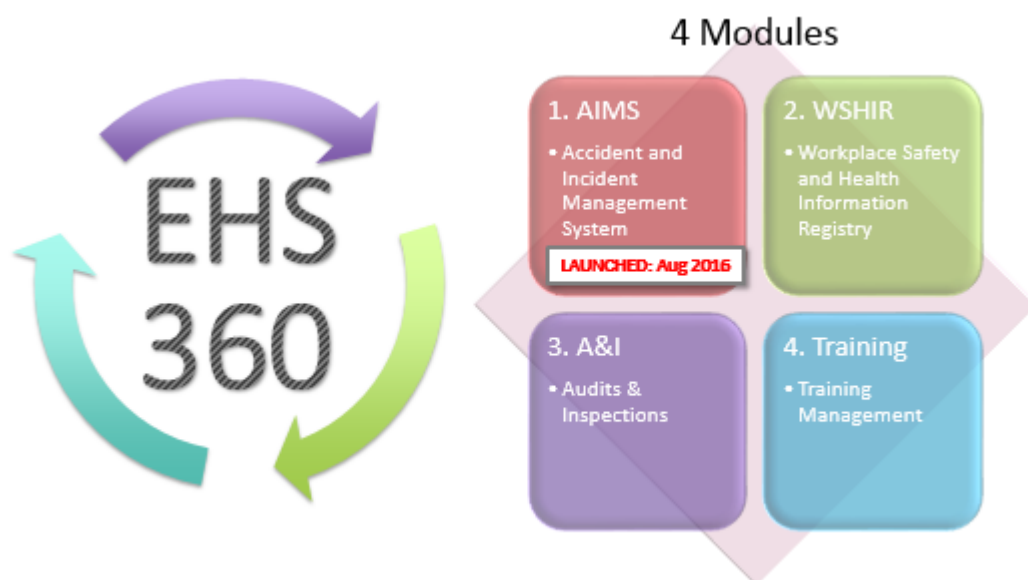 EHS
360
4 Modules
1. AIMS
• Accident and
Incident
Management
System
LAUNCHED: Aug 2016
2. WSHIR
• Workplace Safety
and Health
Information
Registry
3. A&I
• Audits &
Inspections
4. Training
• Training
Management